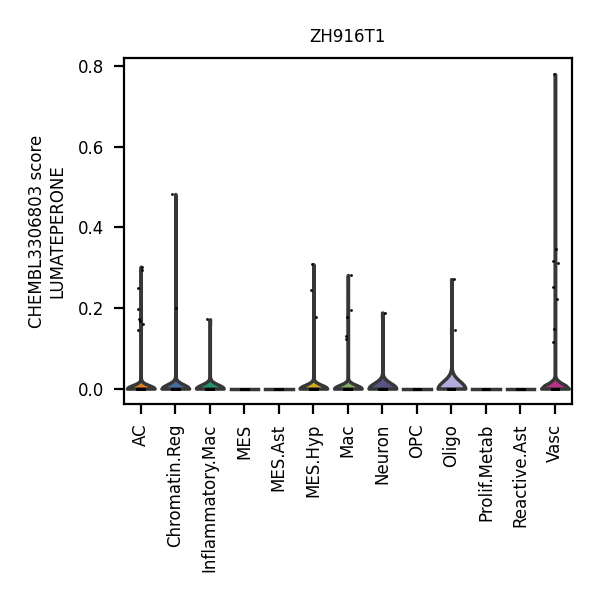 ZH916T1
CHEMBL3306803 score
LUMATEPERONE
0.8
0.6
0.4
0.2
0.0
AC
Chromatin.Reg
Inflammatory.Mac
MES
MES.Ast
MES.Hyp
Mac
Neuron
OPC
Oligo
Prolif.Metab
Reactive.Ast
Vasc